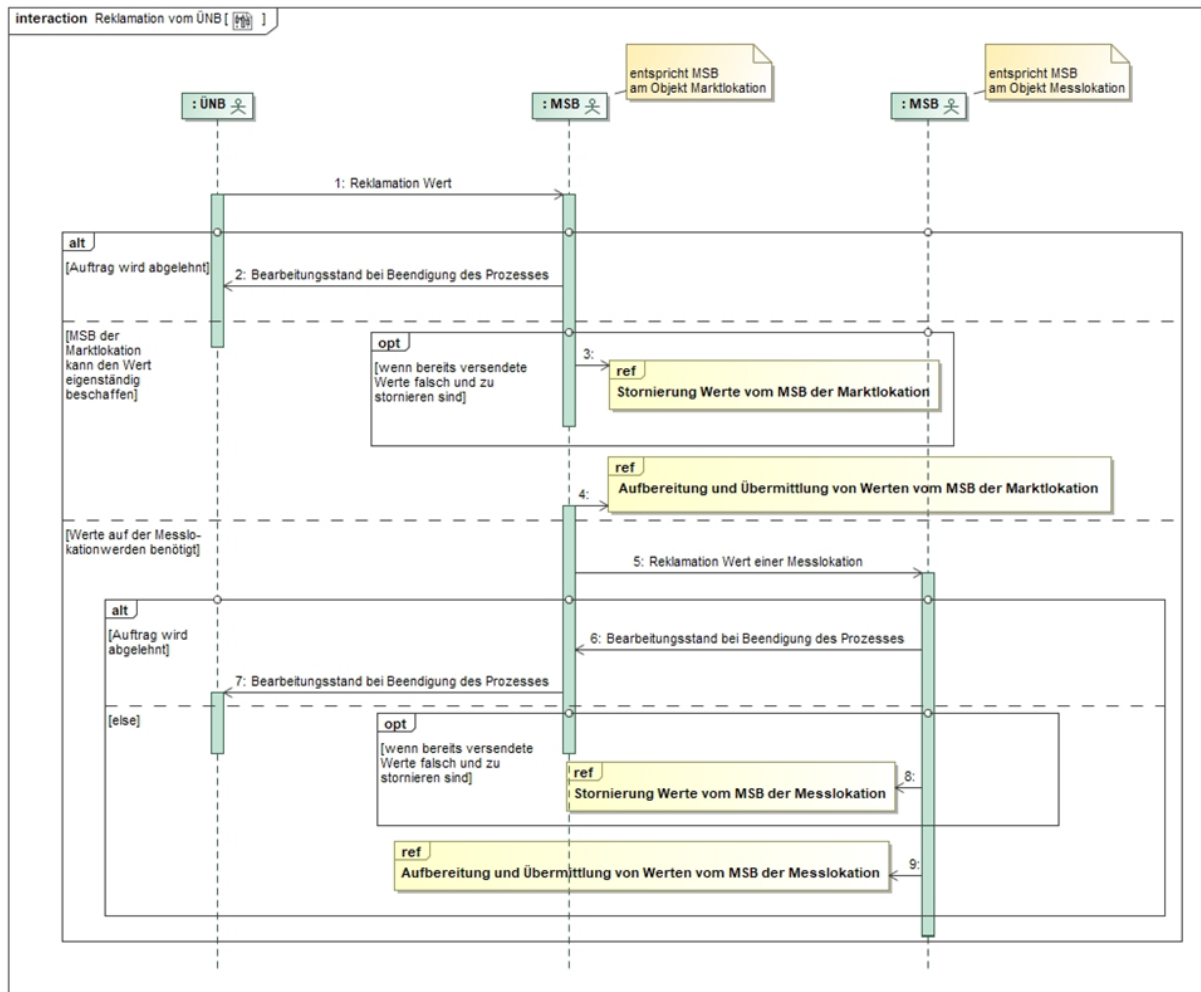 interaction Reklamation vom ÜNB [ ]
entspricht MSB
am Objekt Marktlokation
entspricht MSB
am Objekt Messlokation
: ÜNB
: MSB
: MSB
1: Reklamation Wert
alt
[Auftrag wird abgelehnt]
2: Bearbeitungsstand bei Beendigung des Prozesses
[MSB der
Marktlokation
kann den Wert
eigenständig
beschaffen]
opt
[wenn bereits versendete
Werte falsch und zu
stornieren sind]
3:
ref
Stornierung Werte vom MSB der Marktlokation
ref
Aufbereitung und Übermittlung von Werten vom MSB der Marktlokation
4:
[Werte auf der Messlo-
kationwerden benötigt]
5: Reklamation Wert einer Messlokation
alt
[Auftrag wird
abgelehnt]
6: Bearbeitungsstand bei Beendigung des Prozesses
7: Bearbeitungsstand bei Beendigung des Prozesses
[else]
opt
[wenn bereits versendete
Werte falsch und zu
stornieren sind]
ref
Stornierung Werte vom MSB der Messlokation
8:
ref
Aufbereitung und Übermittlung von Werten vom MSB der Messlokation
9: